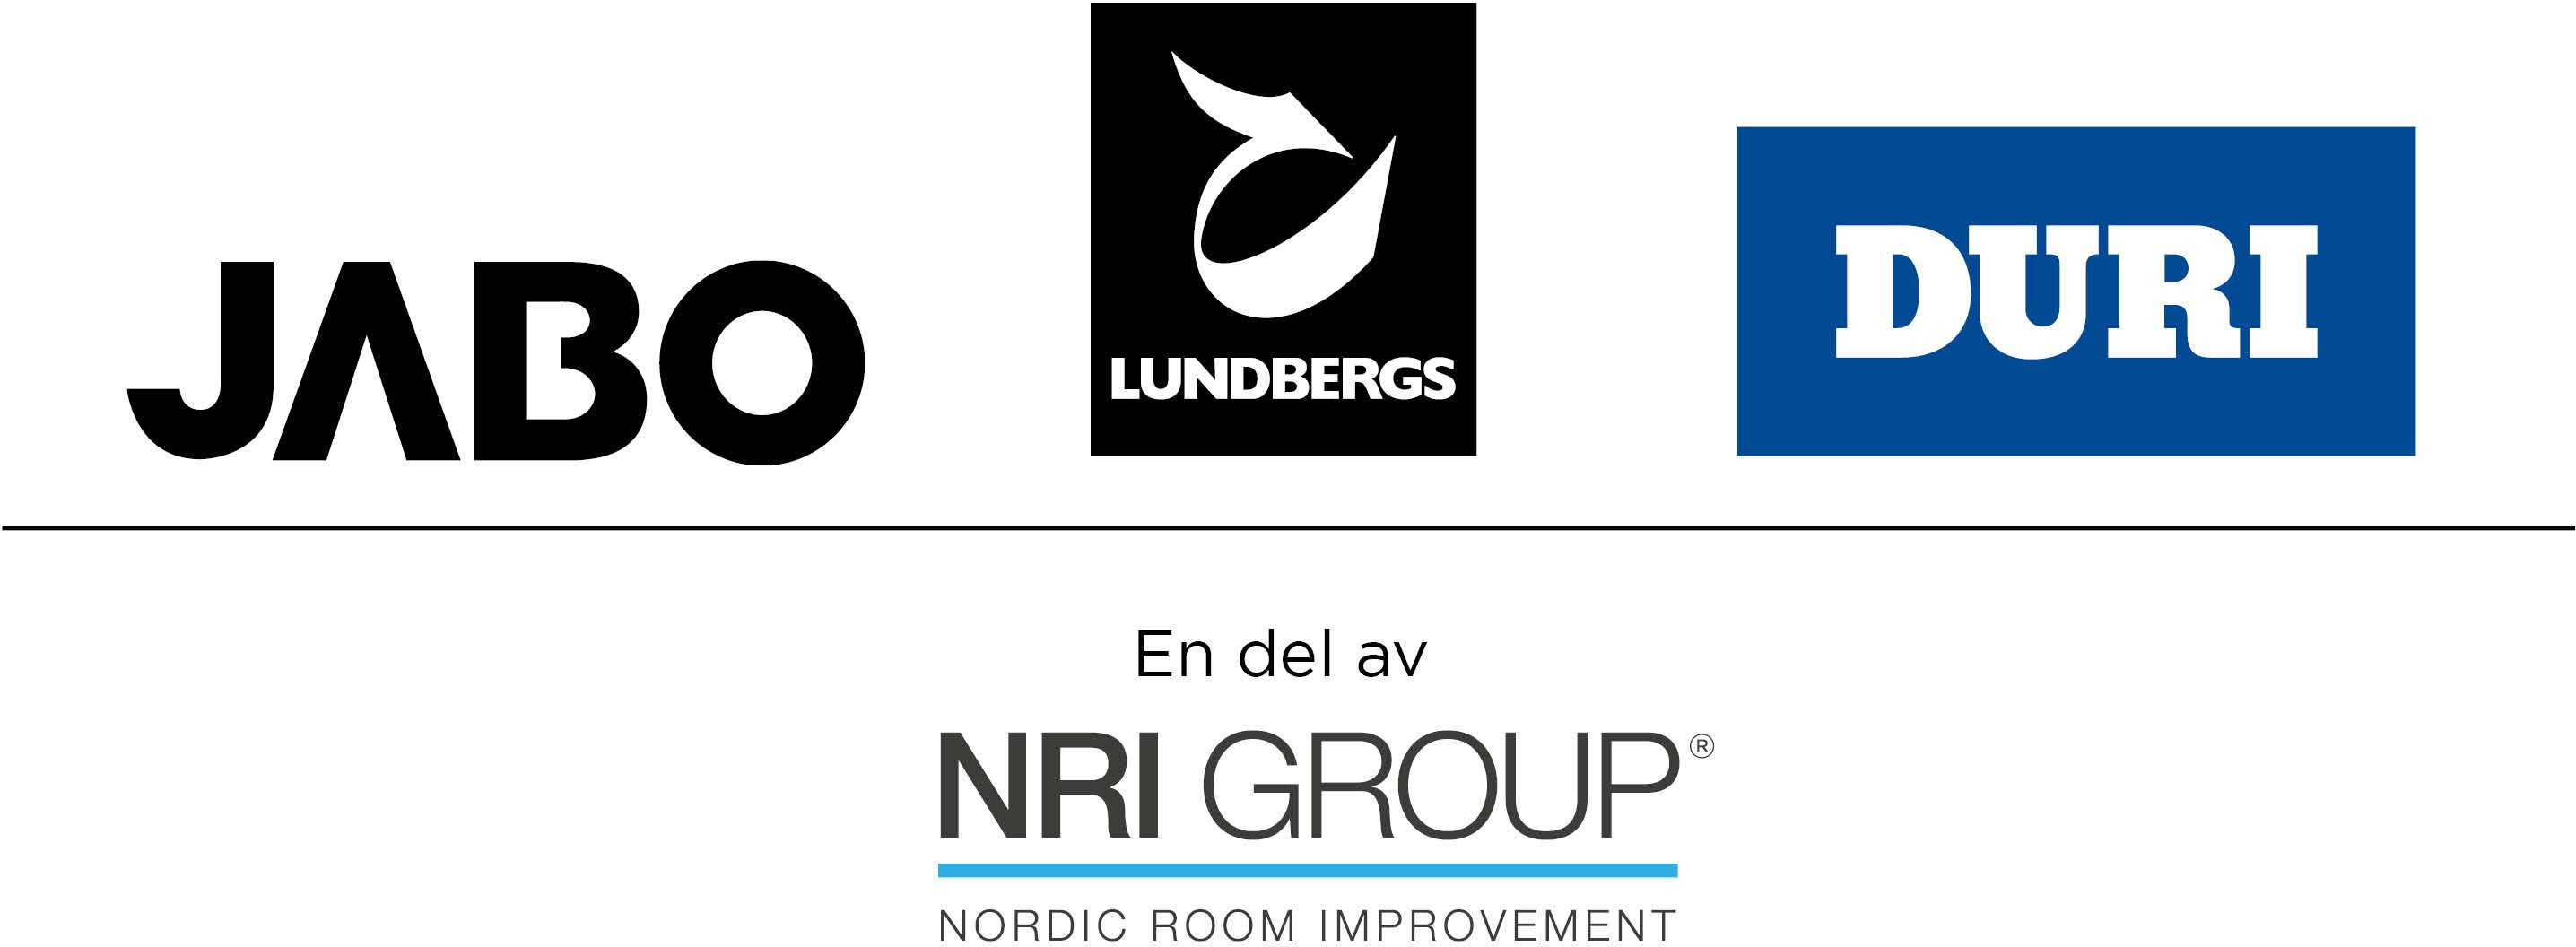 JABO
LUNDBERGS
DURI
En del av
NRI GROUP®
NORDIC ROOM IMPROVEMENT